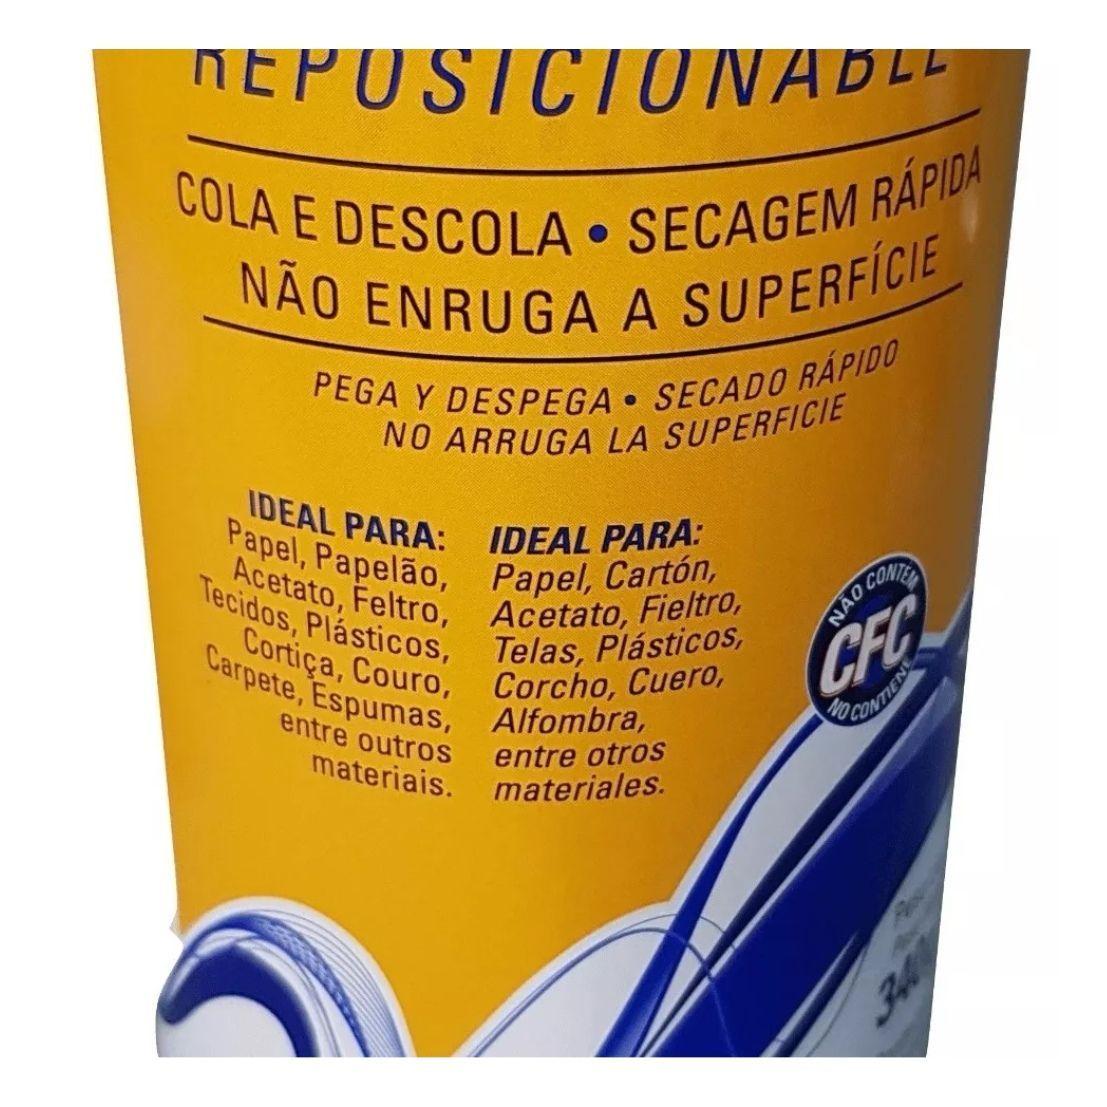 REPOSICIONABLE
COLA E DESCOLA • SECAGEM RÁPIDA
NÃO ENRUGA A SUPERFÍCIE
PEGA Y DESPEGA • SECADO RÁPIDO
NO ARRUGA LA SUPERFICIE
IDEAL PARA:
Papel, Papelão,
Acetato, Feltro,
Tecidos, Plásticos,
Cortiça, Couro,
Carpete, Espumas,
entre outros
materiais.
IDEAL PARA:
Papel, Cartón,
Acetato, Fieltro,
Telas, Plásticos,
Corcho, Cuero,
Alfombra,
entre otros
materiales.
NÃO CONTÉM
CFC
NO CONTIENE